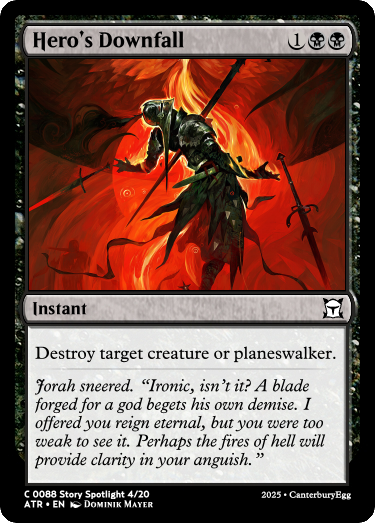 Hero's Downfall 1
Instant
Destroy target creature or planeswalker.
Jorah sneered. “Ironic, isn't it? A blade
forged for a god begets his own demise. I
offered you reign eternal, but you were too
weak to see it. Perhaps the fires of hell will
provide clarity in your anguish.”
C 0088 Story Spotlight 4/20
ATR • EN Dominik Mayer
2025 • CanterburyEgg